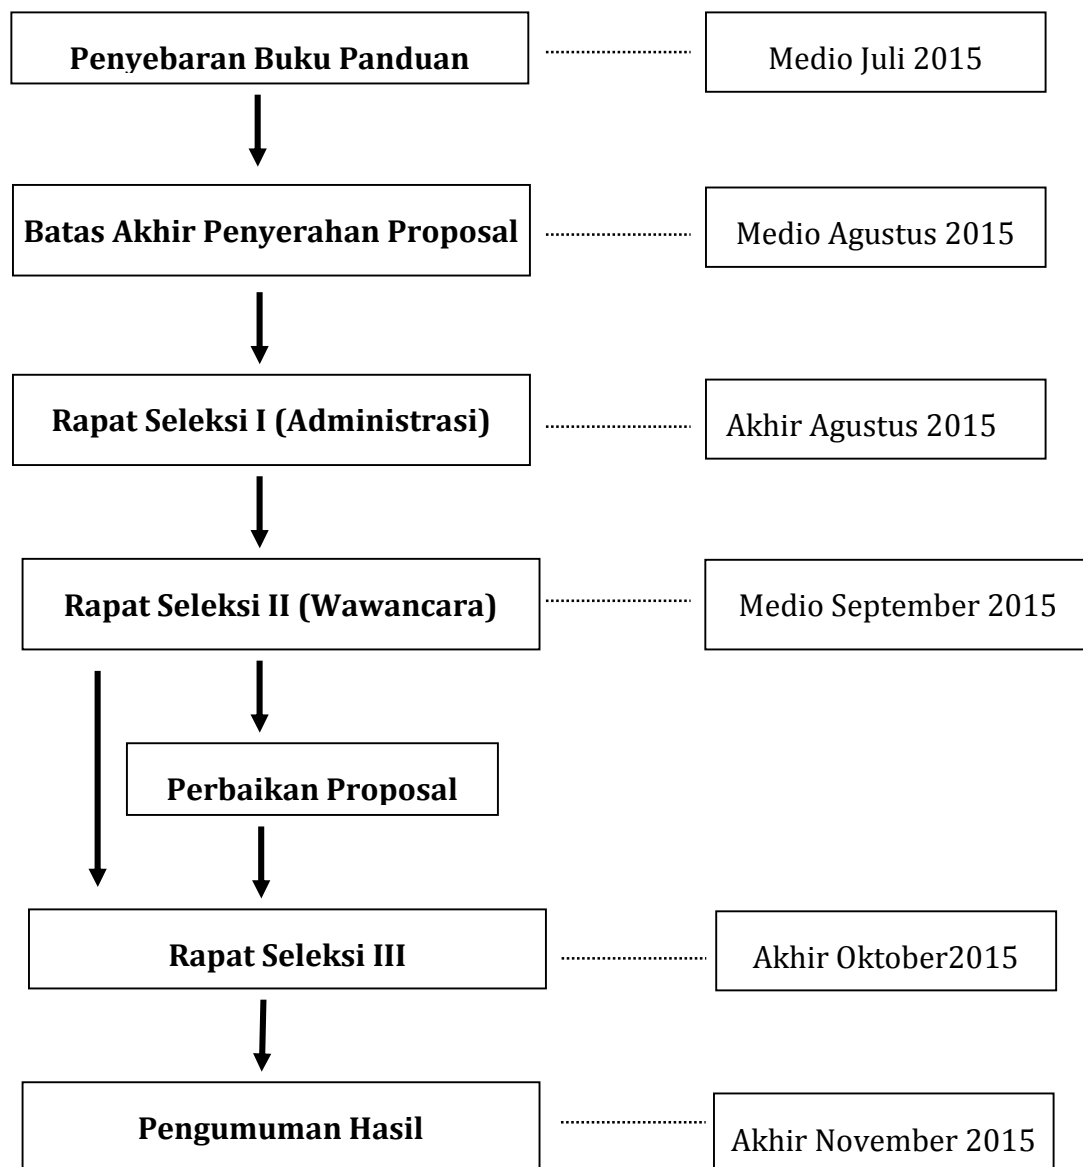 Penyebaran Buku Panduan
Medio Juli 2015
Batas Akhir Penyerahan Proposal
Medio Agustus 2015
Rapat Seleksi I (Administrasi)
Akhir Agustus 2015
Rapat Seleksi II (Wawancara)
Medio September 2015
Perbaikan Proposal
Rapat Seleksi III
Akhir Oktober2015
Pengumuman Hasil
Akhir November 2015